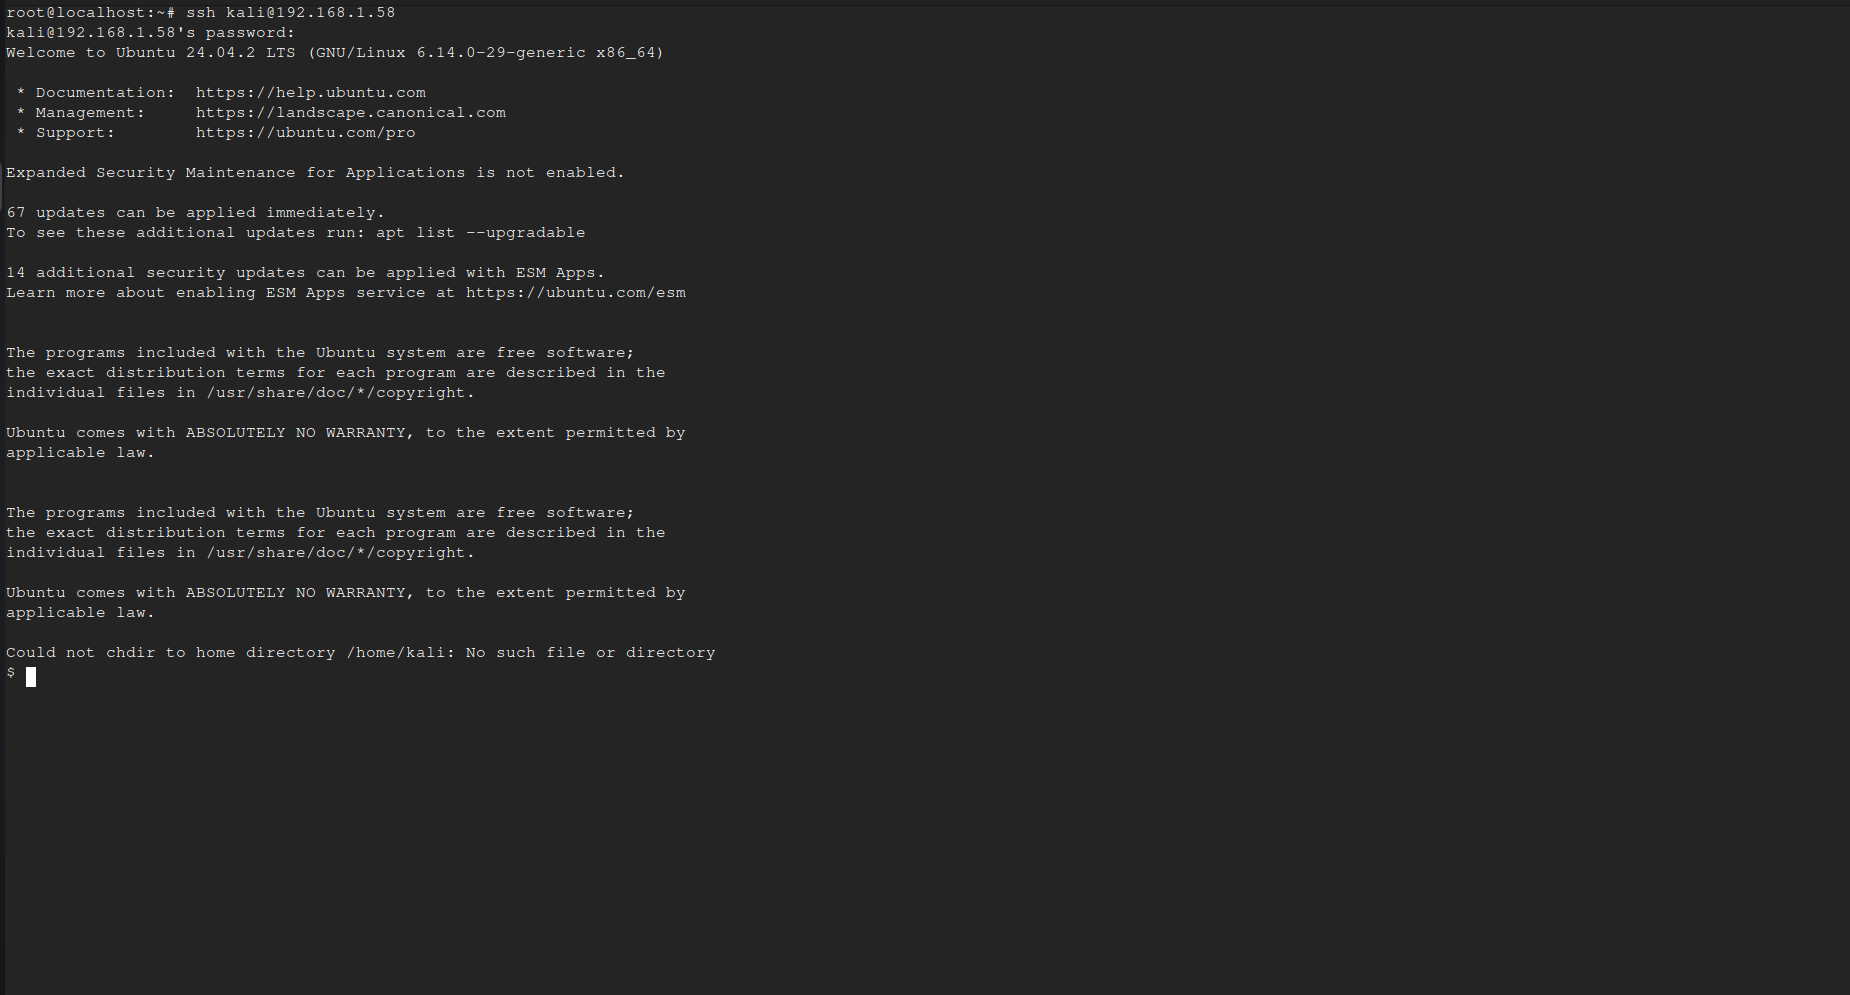 root@localhost:~# ssh kali@192.168.1.58
kali@192.168.1.58's password:
Welcome to Ubuntu 24.04.2 LTS (GNU/Linux 6.14.0-29-generic x86_64)

 * Documentation:  https://help.ubuntu.com
 * Management:     https://landscape.canonical.com
 * Support:        https://ubuntu.com/pro

Expanded Security Maintenance for Applications is not enabled.

67 updates can be applied immediately.
To see these additional updates run: apt list --upgradable

14 additional security updates can be applied with ESM Apps.
Learn more about enabling ESM Apps service at https://ubuntu.com/esm


The programs included with the Ubuntu system are free software;
the exact distribution terms for each program are described in the
individual files in /usr/share/doc/*/copyright.

Ubuntu comes with ABSOLUTELY NO WARRANTY, to the extent permitted by
applicable law.


The programs included with the Ubuntu system are free software;
the exact distribution terms for each program are described in the
individual files in /usr/share/doc/*/copyright.

Ubuntu comes with ABSOLUTELY NO WARRANTY, to the extent permitted by
applicable law.

Could not chdir to home directory /home/kali: No such file or directory
$